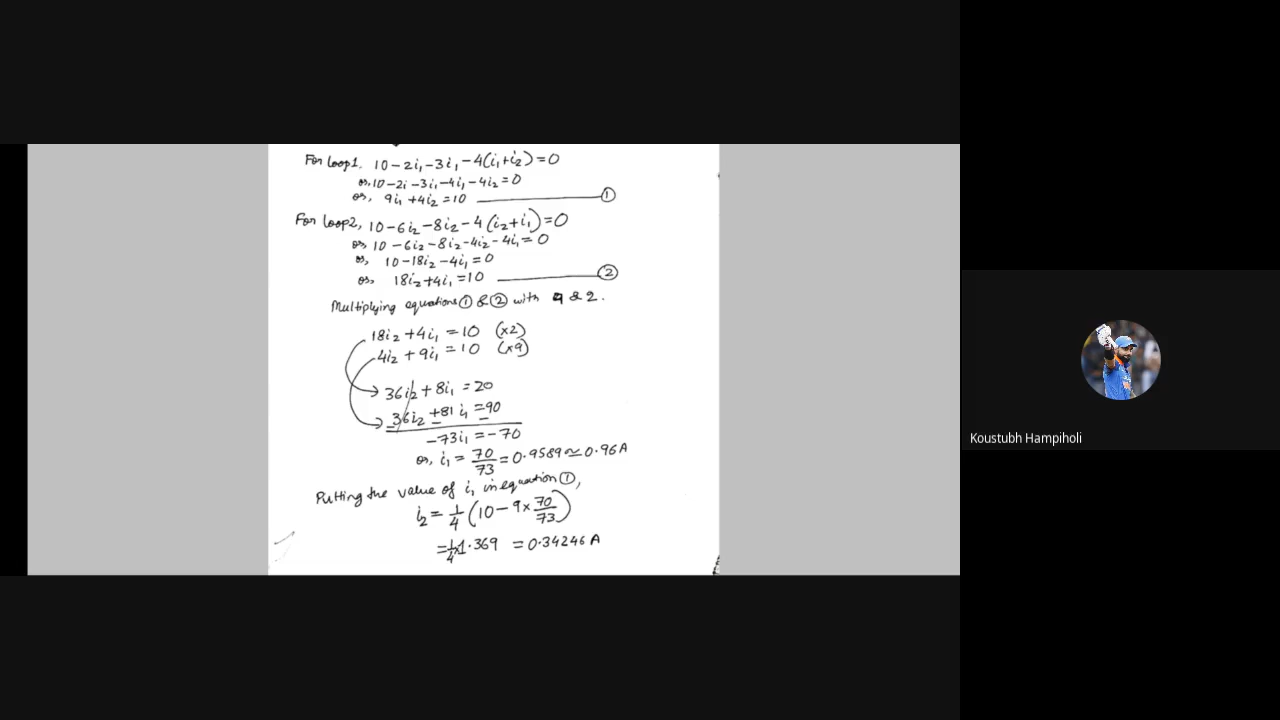 For loop1, 10-2i₁-3i₁-4(i₁+i₂)=0
or, 10-2i-3i₁-4i₁-4i₂=0
or, 9i₁+4i₂=10 ①
For loop2, 10-6i₂-8i₂-4(i₂+i₁)=0
or, 10-6i₂-8i₂-4i₂-4i₁=0
or, 10-18i₂-4i₁=0
or, 18i₂+4i₁=10 ②
Multiplying equations ① & ② with 9 & 2.
18i₂+4i₁=10 (×2)
4i₂+9i₁=10 (×9)
36i₂+8i₁=20
36i₂+81i₁=90
- - -
-73i₁=-70
or, i₁=70/73=0.9589≃0.96A
Putting the value of i₁ in equation ①,
i₂=1/4(10-9×70/73)
=1/4×1.369 =0.34246A
Koustubh Hampiholi